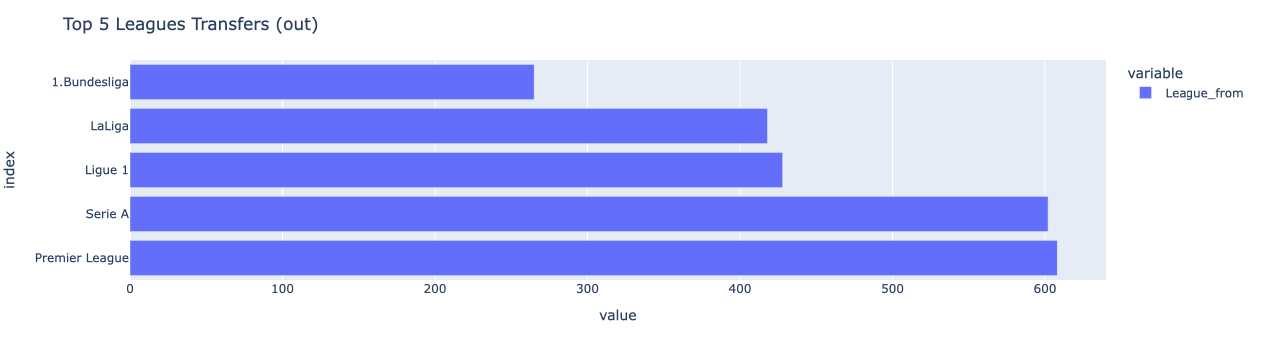 Top 5 Leagues Transfers (out)
variable
League_from
index
1.Bundesliga
LaLiga
Ligue 1
Serie A
Premier League
0 100 200 300 400 500 600
value